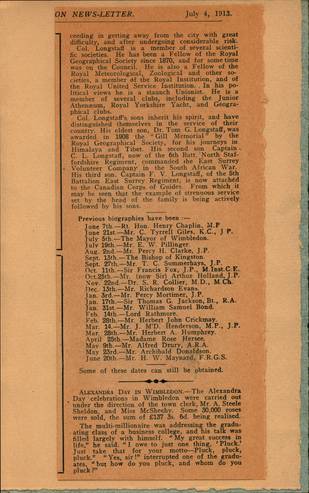 ON NEWS-LETTER. July 4, 1913.
ceeding in getting away from the city with great
difficulty, and after undergoing considerable risk.
Col. Longstaff is a member of several scienti-
fic societies. He has been a Fellow of the Royal
Geographical Society since 1870, and for some time
was on the Council. He is also a Fellow of the
Royal Meteorological, Zoological and other so-
cieties, a member of the Royal Institution, and of
the Royal United Service Institution. In his po-
litical views he is a staunch Unionist. He is a
member of several clubs, including the Junior
Athenæum, Royal Yorkshire Yacht, and Geogra-
phical clubs.
Col. Longstaff's sons inherit his spirit, and have
distinguished themselves in the service of their
country. His eldest son, Dr. Tom G. Longstaff, was
awarded in 1908 the "Gill Memorial" by the
Royal Geographical Society, for his journeys in
Himalaya and Tibet. His second son Captain
C. L. Longstaff, now of the 6th Batt. North Staf-
fordshire Regiment, commanded the East Surrey
Volunteer Company in the South African War.
His third son, Captain F. V. Longstaff, of the 5th
Battalion East Surrey Regiment, is now attached
to the Canadian Corps of Guides. From which it
may be seen that the example of strenuous service
set by the head of the family is being actively
followed by his sons.
Previous biographies have been :—
June 7th—Rt. Hon. Henry Chaplin, M.P
June 21st.—Mr. C. Tyrrell Giles, K.C., J P.
July 5th—The Mayor of Wimbledon.
July 19th—Sir E. W. Pillinger.
Aug. 2nd—Mr. Percy H. Clarke, J.P.
Sept. 13th.—The Bishop of Kingston.
Sept. 27th—Mr. T. C. Summerhays, J.P.
Oct. 11th.—Sir Francis Fox, J.P., M.Inst.C.E.
Oct. 25th—Mr. (now Sir) Arthur Holland, J.P
Nov. 22nd—Dr. S. R. Collier, M.D., M Ch.
Dec. 13th.—Mr. Richardson Evans,
Jan. 3rd—Mr. Percy Mortimer, J.P.
Jan. 17th—Sir Thomas G. Jackson, Bt., R.A.
Jan. 31st—Mr. William Samuel Bond.
Feb. 14th—Lord Rathmore.
Feb. 28th—Mr. Herbert John Crickmay.
Mar. 14.—Mr. J. M'D. Henderson, M.P., J.P.
Mar. 28th—Mr. Herbert A. Humphrey.
April 25th—Madame Rose Hersee.
May 9th—Mr. Alfred Drury, A.R.A.
May 23rd—Mr. Archibald Donaldson.
June 20th—Mr. H. W. Maynard, F.R.G.S.
Some of these dates can still be obtained.
ALEXANDRA DAY IN WIMBLEDON.—The Alexandra
Day celebrations in Wimbledon were carried out
under the direction of the town clerk, Mr. A. Steele
Sheldon, and Miss McSheehy. Some 30,000 roses
were sold, the sum of £137 3s. 6d. being realised.
The multi-millionaire was addressing the gradu-
ating class of a business college, and his talk was
filled largely with himself. "My great success in
life," he said, "I owe to just one thing, 'Pluck.'
Just take that for your motto—Pluck, pluck,
pluck." "Yes, sir!" interrupted one of the gradu-
ates, "but how do you pluck, and whom do you
pluck?"